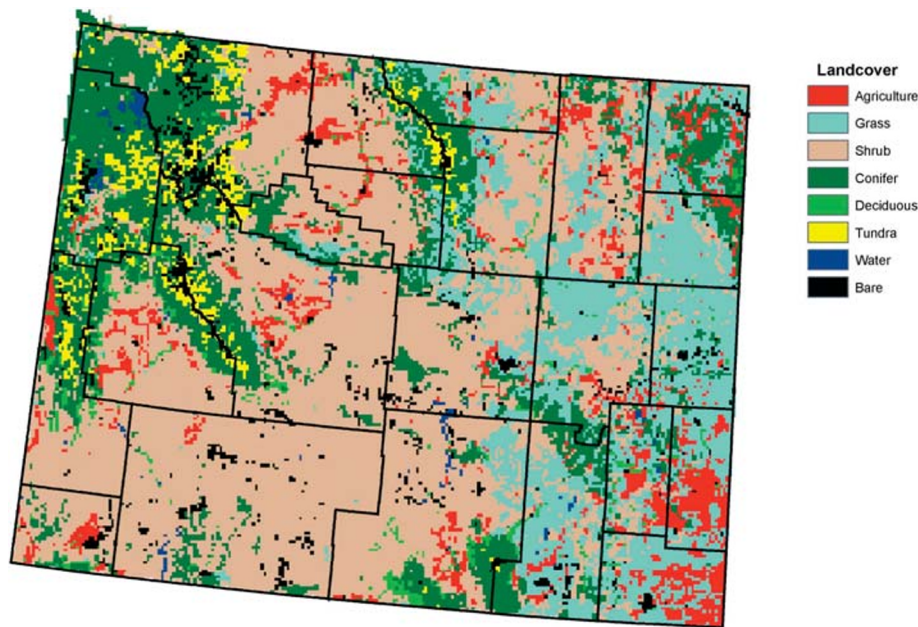 Landcover
Agriculture
Grass
Shrub
Conifer
Deciduous
Tundra
Water
Bare